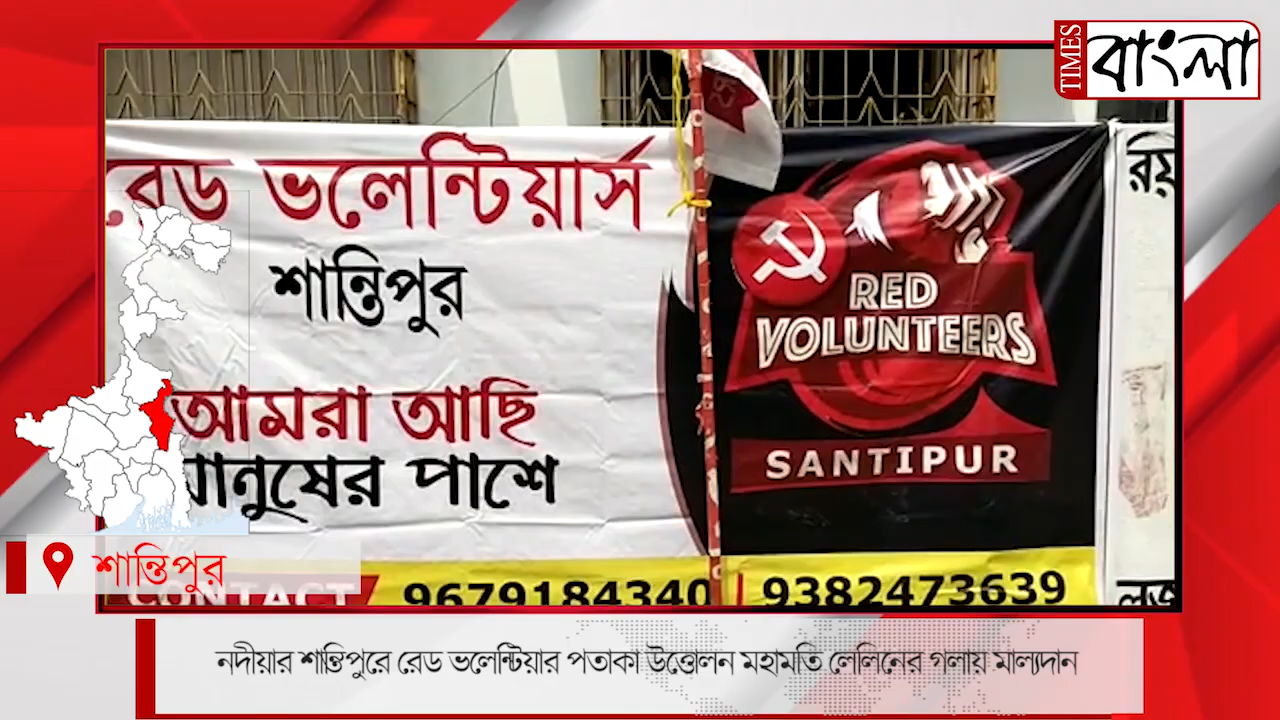 TIMES বাংলা
রেড ভলেন্টিয়ার্স
শান্তিপুর
আমরা আছি
মানুষের পাশে
RED
VOLUNTEERS
SANTIPUR
CONTACT 9679184340 | 9382473639
শান্তিপুর
নদীয়ার শান্তিপুরে রেড ভলেন্টিয়ার পতাকা উত্তোলন মহামতি লেলিনের গলায় মাল্যদান